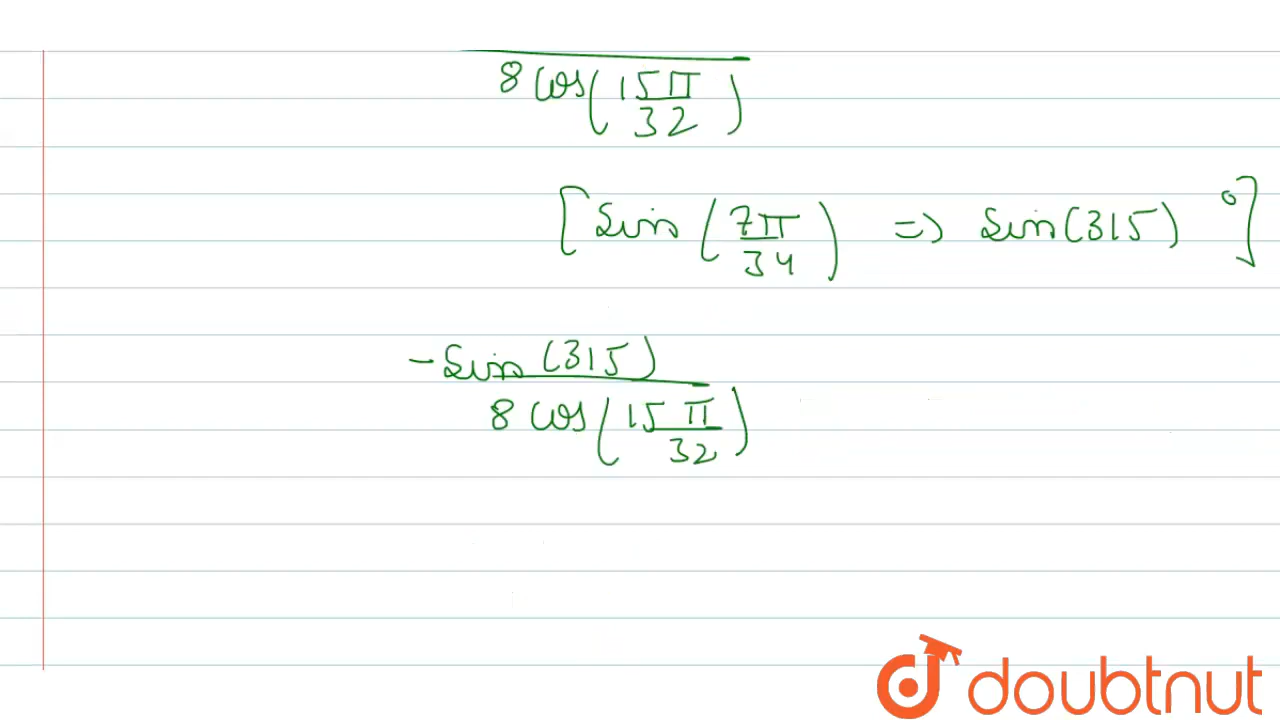 8 cos(15π/32)
[Sin(7π/34) => Sin(315)°]
-Sin(315)
8 cos(15π/32)
doubtnut